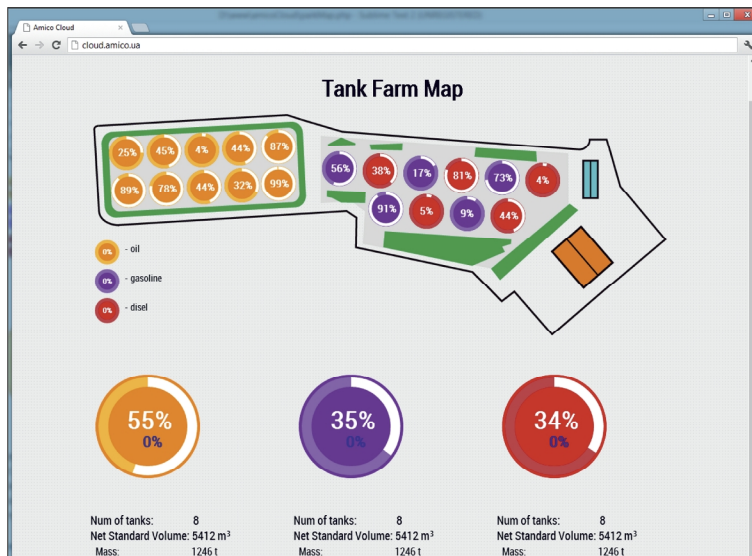 Amico Cloud
cloud.amico.ua
Tank Farm Map
25% 45% 4% 44% 87%
89% 78% 44% 32% 99%
56% 38% 17% 81% 73% 4%
91% 5% 9% 44%
0% - oil
0% - gasoline
0% - disel
55% 35% 34%
0% 0% 0%
Num of tanks: 8 Num of tanks: 8 Num of tanks: 8
Net Standard Volume: 5412 m³ Net Standard Volume: 5412 m³ Net Standard Volume: 5412 m³
Mass: 1246 t Mass: 1246 t Mass: 1246 t